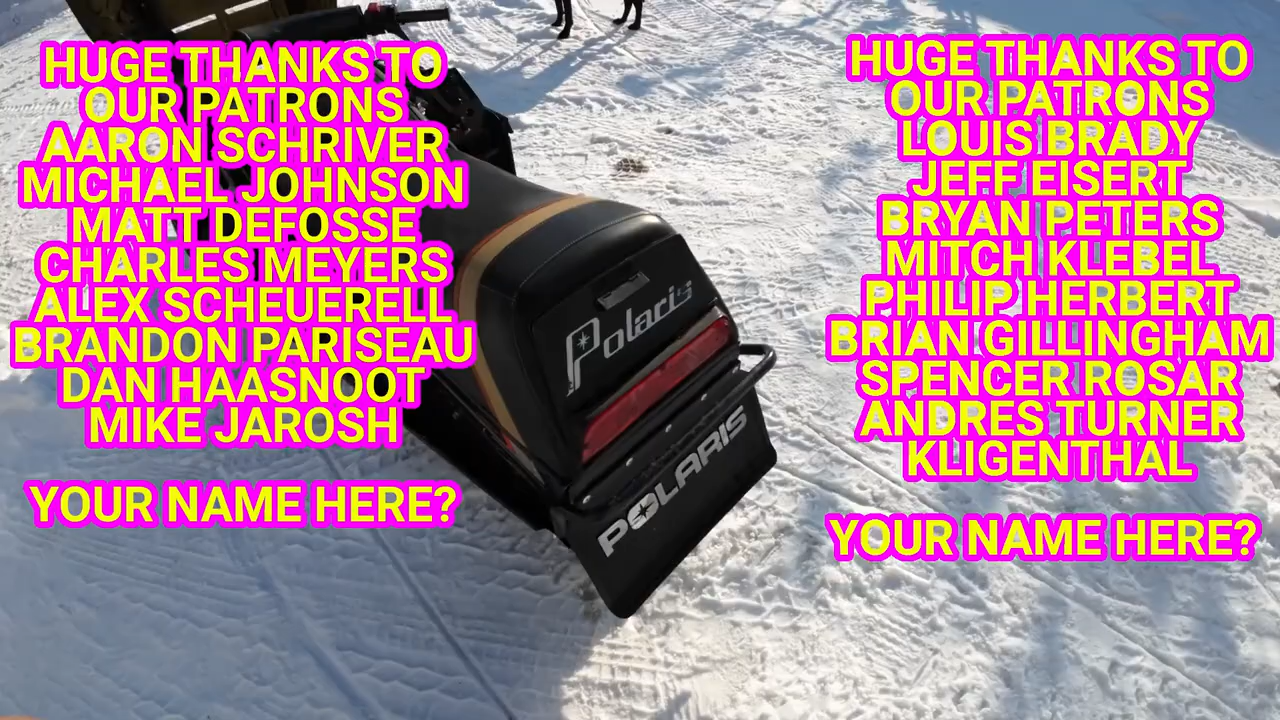 HUGE THANKS TO
OUR PATRONS
AARON SCHRIVER
MICHAEL JOHNSON
MATT DEFOSSE
CHARLES MEYERS
ALEX SCHEUERELL
BRANDON PARISEAU
DAN HAASNOOT
MIKE JAROSH
YOUR NAME HERE?
Polaris
POLARIS
HUGE THANKS TO
OUR PATRONS
LOUIS BRADY
JEFF EISERT
BRYAN PETERS
MITCH KLEBEL
PHILIP HERBERT
BRIAN GILLINGHAM
SPENCER ROSAR
ANDRES TURNER
KLIGENTHAL
YOUR NAME HERE?